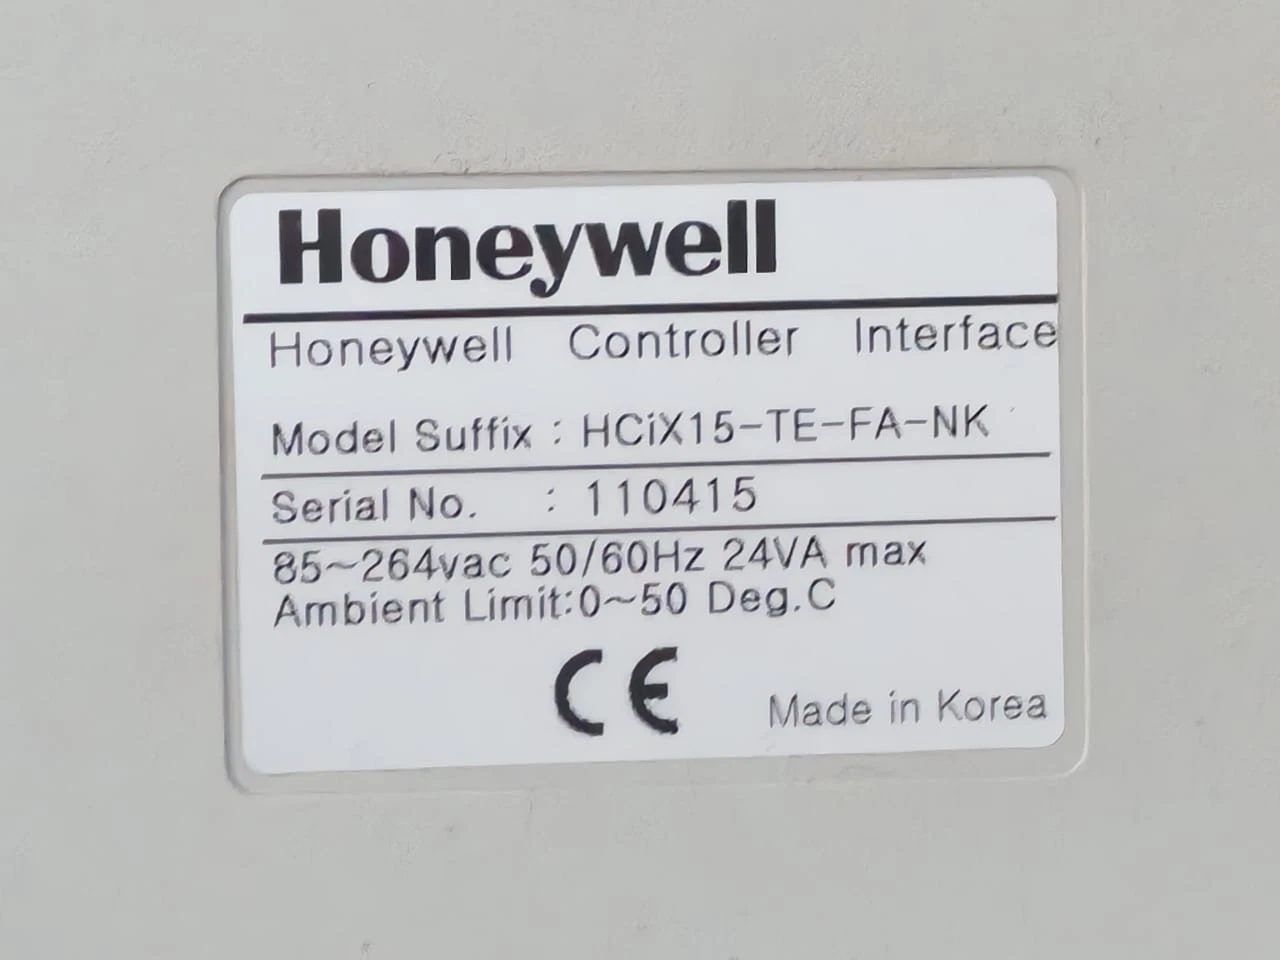 Honeywell
Honeywell Controller Interface
Model Suffix : HCiX15-TE-FA-NK
Serial No. : 110415
85~264vac 50/60Hz 24VA max
Ambient Limit:0~50 Deg.C
CE
Made in Korea